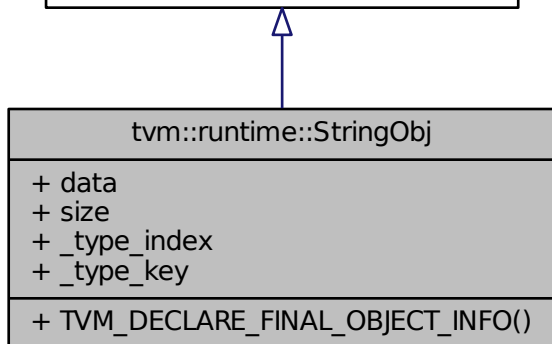 tvm::runtime::StringObj
+ data
+ size
+ _type_index
+ _type_key
+ TVM_DECLARE_FINAL_OBJECT_INFO()